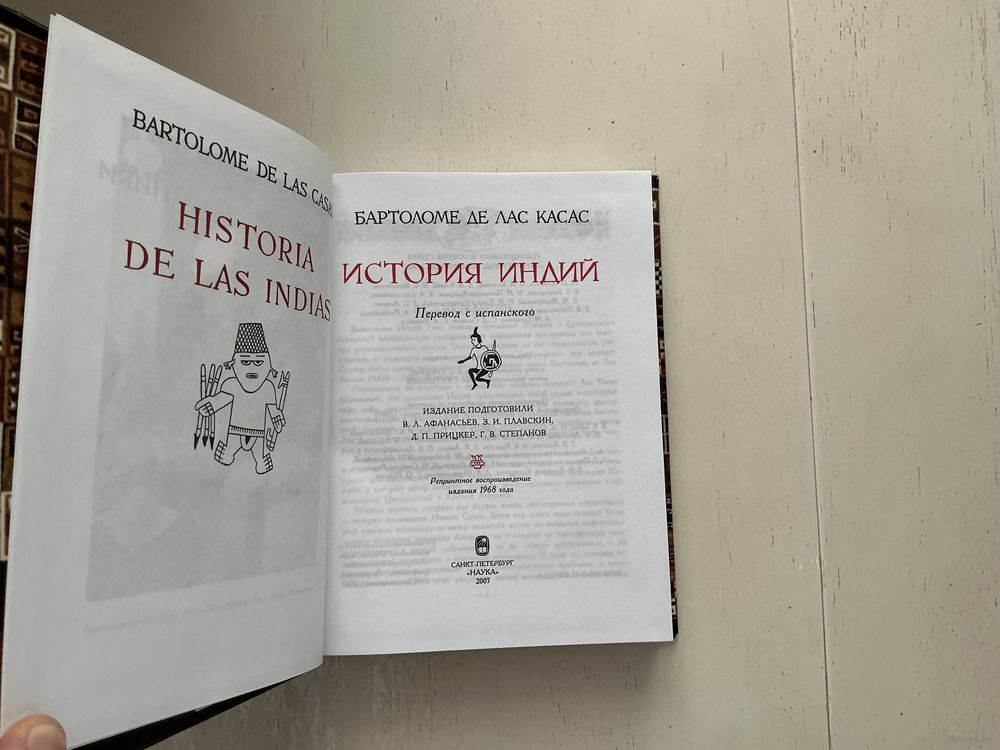 BARTOLOME DE LAS CASAS
HISTORIA
DE LAS INDIAS
БАРТОЛОМЕ ДЕ ЛАС КАСАС
ИСТОРИЯ ИНДИЙ
Перевод с испанского
ИЗДАНИЕ ПОДГОТОВИЛИ
В. Л. АФАНАСЬЕВ, З. И. ПЛАВСКИН,
Д. П. ПРИЦКЕР, Г. В. СТЕПАНОВ
Репринтное воспроизведение
издания 1968 года
САНКТ-ПЕТЕРБУРГ
«НАУКА»
2007